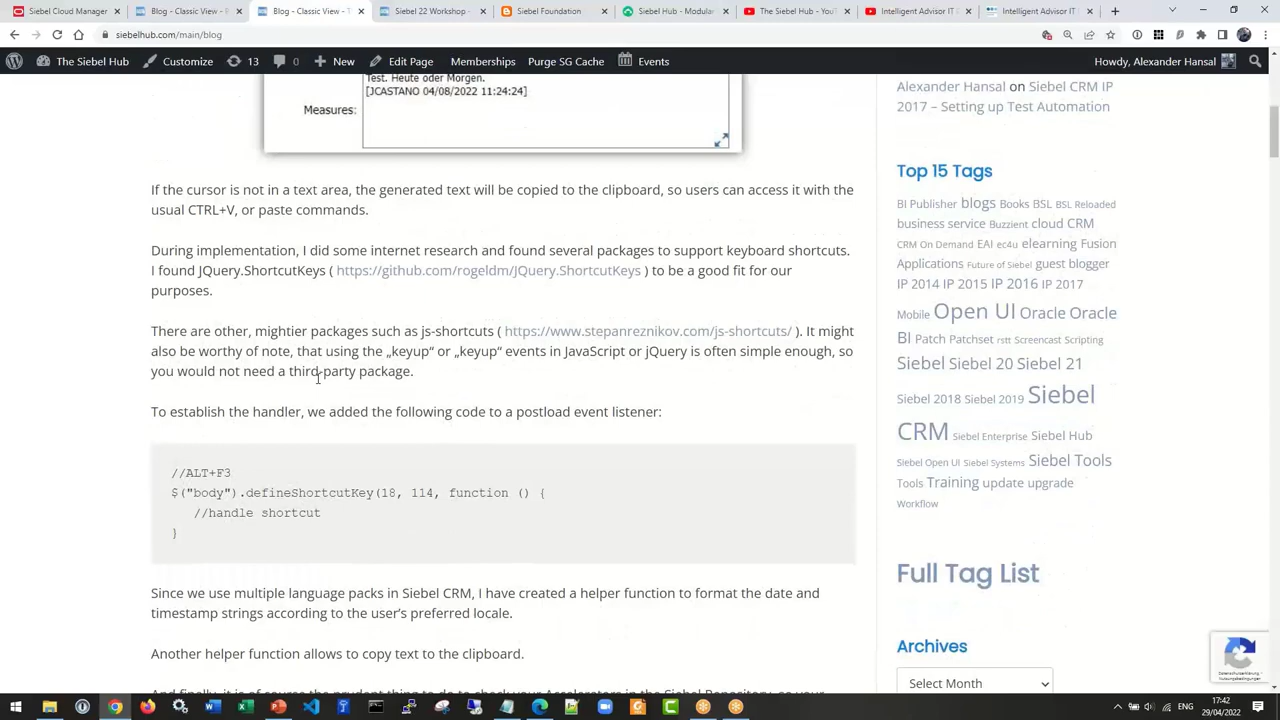 Oracle Cloud Manager
Blog - Classic View - P
Blog - Classic View - T
Siebel 22 Workshop -
Siebel Foundation
Siebel Hub - Modular
The Siebel Hub - YouT
Intelligent Advisor IT
Intelligent Advisor IT
siebelhub.com/main/blog
The Siebel Hub
Customize
13
0
New
Edit Page
Memberships
Purge SG Cache
Events
Howdy, Alexander Hansal
Test. Heute oder Morgen.
[JCASTANO 04/08/2022 11:24:24]
Measures:
If the cursor is not in a text area, the generated text will be copied to the clipboard, so users can access it with the
usual CTRL+V, or paste commands.
During implementation, I did some internet research and found several packages to support keyboard shortcuts.
I found JQuery.ShortcutKeys ( https://github.com/rogeldm/JQuery.ShortcutKeys ) to be a good fit for our
purposes.
There are other, mightier packages such as js-shortcuts ( https://www.stepanreznikov.com/js-shortcuts/ ). It might
also be worthy of note, that using the „keyup“ or „keyup“ events in JavaScript or jQuery is often simple enough, so
you would not need a third-party package.
To establish the handler, we added the following code to a postload event listener:
//ALT+F3
$("body").defineShortcutKey(18, 114, function () {
//handle shortcut
}
Since we use multiple language packs in Siebel CRM, I have created a helper function to format the date and
timestamp strings according to the user's preferred locale.
Another helper function allows to copy text to the clipboard.
Alexander Hansal on Siebel CRM IP
2017 – Setting up Test Automation
Top 15 Tags
BI Publisher blogs Books BSL BSL Reloaded
business service Buzzient cloud CRM
CRM On Demand EAI ec4u elearning Fusion
Applications Future of Siebel guest blogger
IP 2014 IP 2015 IP 2016 IP 2017
Mobile Open UI Oracle Oracle
BI Patch Patchset rstt Screencast Scripting
Siebel Siebel 20 Siebel 21
Siebel 2018 Siebel 2019 Siebel
CRM Siebel Enterprise Siebel Hub
Siebel Open UI Siebel Systems Siebel Tools
Tools Training update upgrade
Workflow
Full Tag List
Archives
Select Month
ENG
17:42
29/04/2022